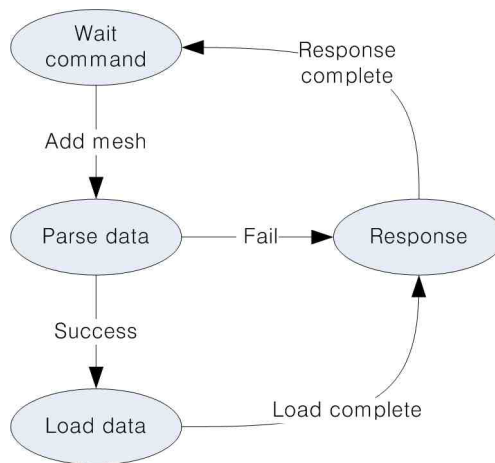 Wait
command
Response
complete
Add mesh
Parse data
Fail
Response
Success
Load complete
Load data